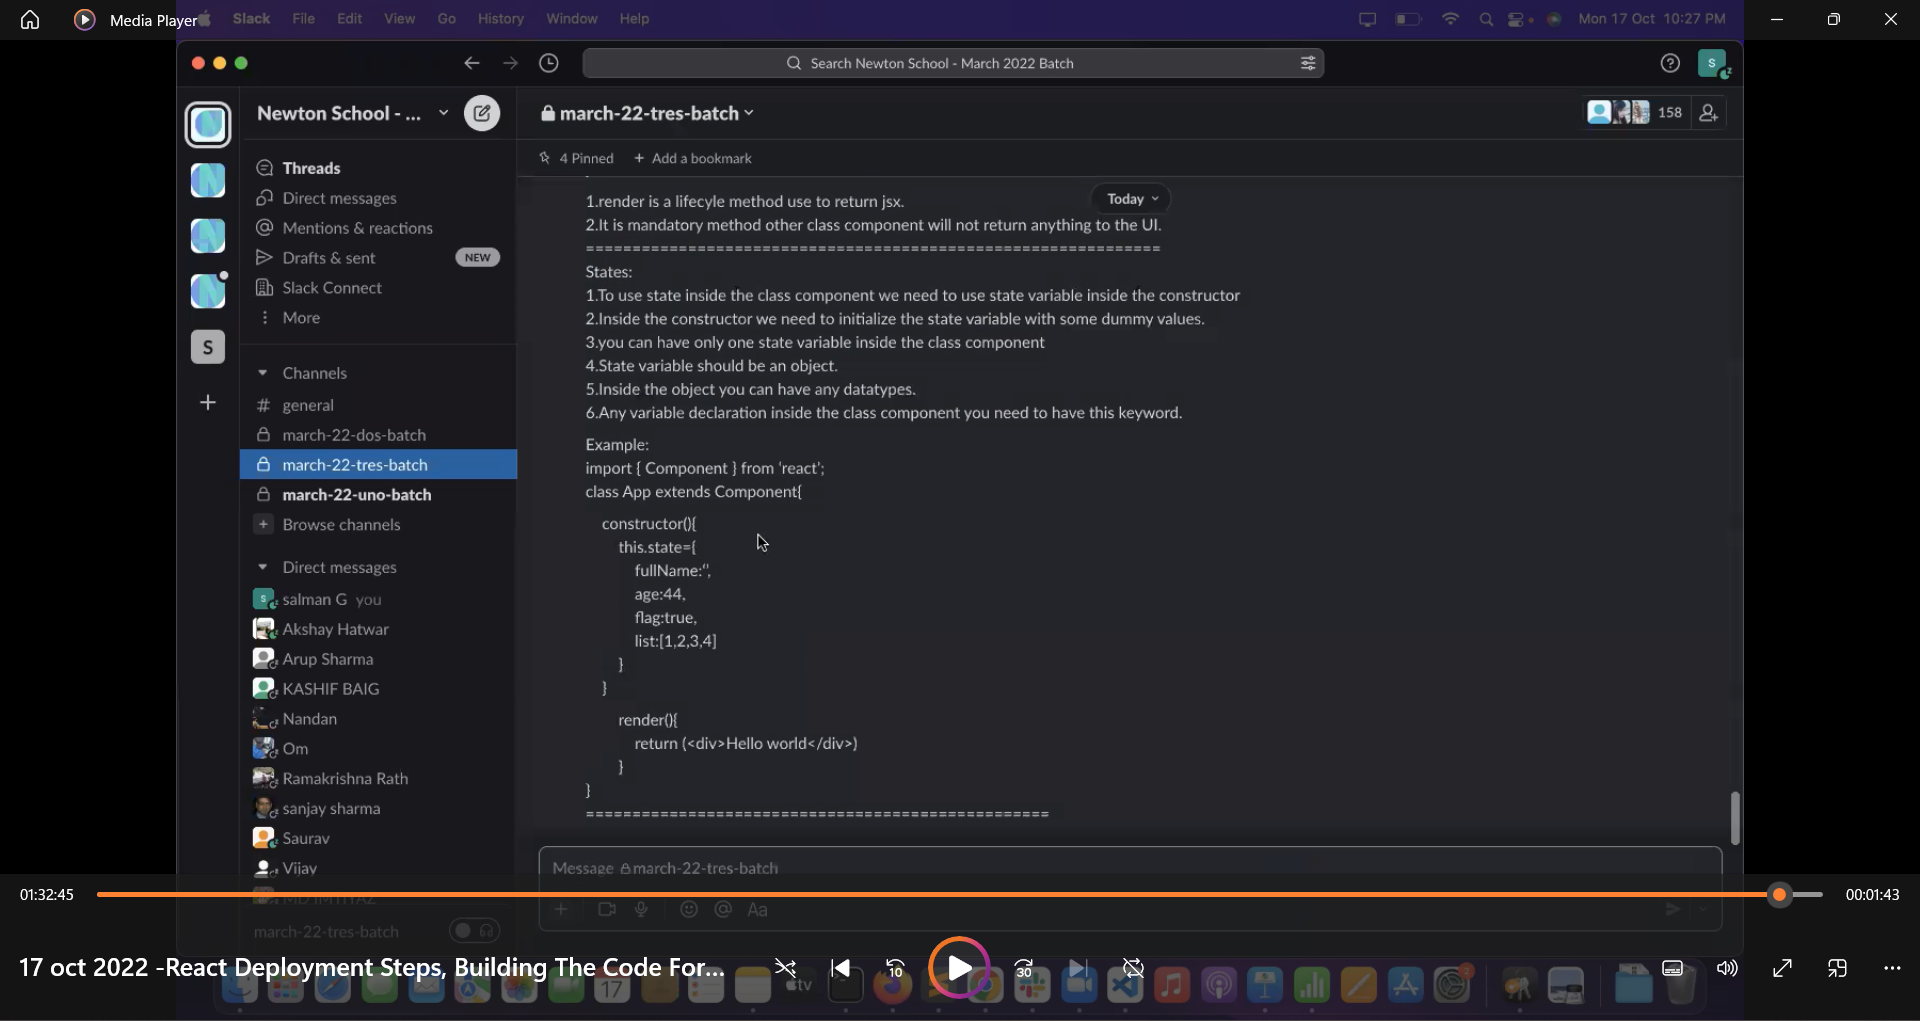 Media Player
Slack File Edit View Go History Window Help
Mon 17 Oct 10:27 PM
Search Newton School - March 2022 Batch
S
Newton School - ...
march-22-tres-batch
158
4 Pinned
Add a bookmark
Threads
Direct messages
Mentions & reactions
Drafts & sent
NEW
Slack Connect
More
S
Channels
general
march-22-dos-batch
march-22-tres-batch
march-22-uno-batch
Browse channels
Direct messages
salman G you
Akshay Hatwar
Arup Sharma
KASHIF BAIG
Nandan
Om
Ramakrishna Rath
sanjay sharma
Saurav
Vijay
MD IMTIYAZ
march-22-tres-batch
Today
1.render is a lifecyle method use to return jsx.
2.It is mandatory method other class component will not return anything to the UI.
==============================================================
States:
1.To use state inside the class component we need to use state variable inside the constructor
2.Inside the constructor we need to initialize the state variable with some dummy values.
3.you can have only one state variable inside the class component
4.State variable should be an object.
5.Inside the object you can have any datatypes.
6.Any variable declaration inside the class component you need to have this keyword.
Example:
import { Component } from 'react';
class App extends Component{
constructor(){
this.state={
fullName:'',
age:44,
flag:true,
list:[1,2,3,4]
}
}
render(){
return (<div>Hello world</div>)
}
}
==================================================
Message march-22-tres-batch
Aa
01:32:45
00:01:43
17 oct 2022 -React Deployment Steps, Building The Code For...
10
30
17
tv
2